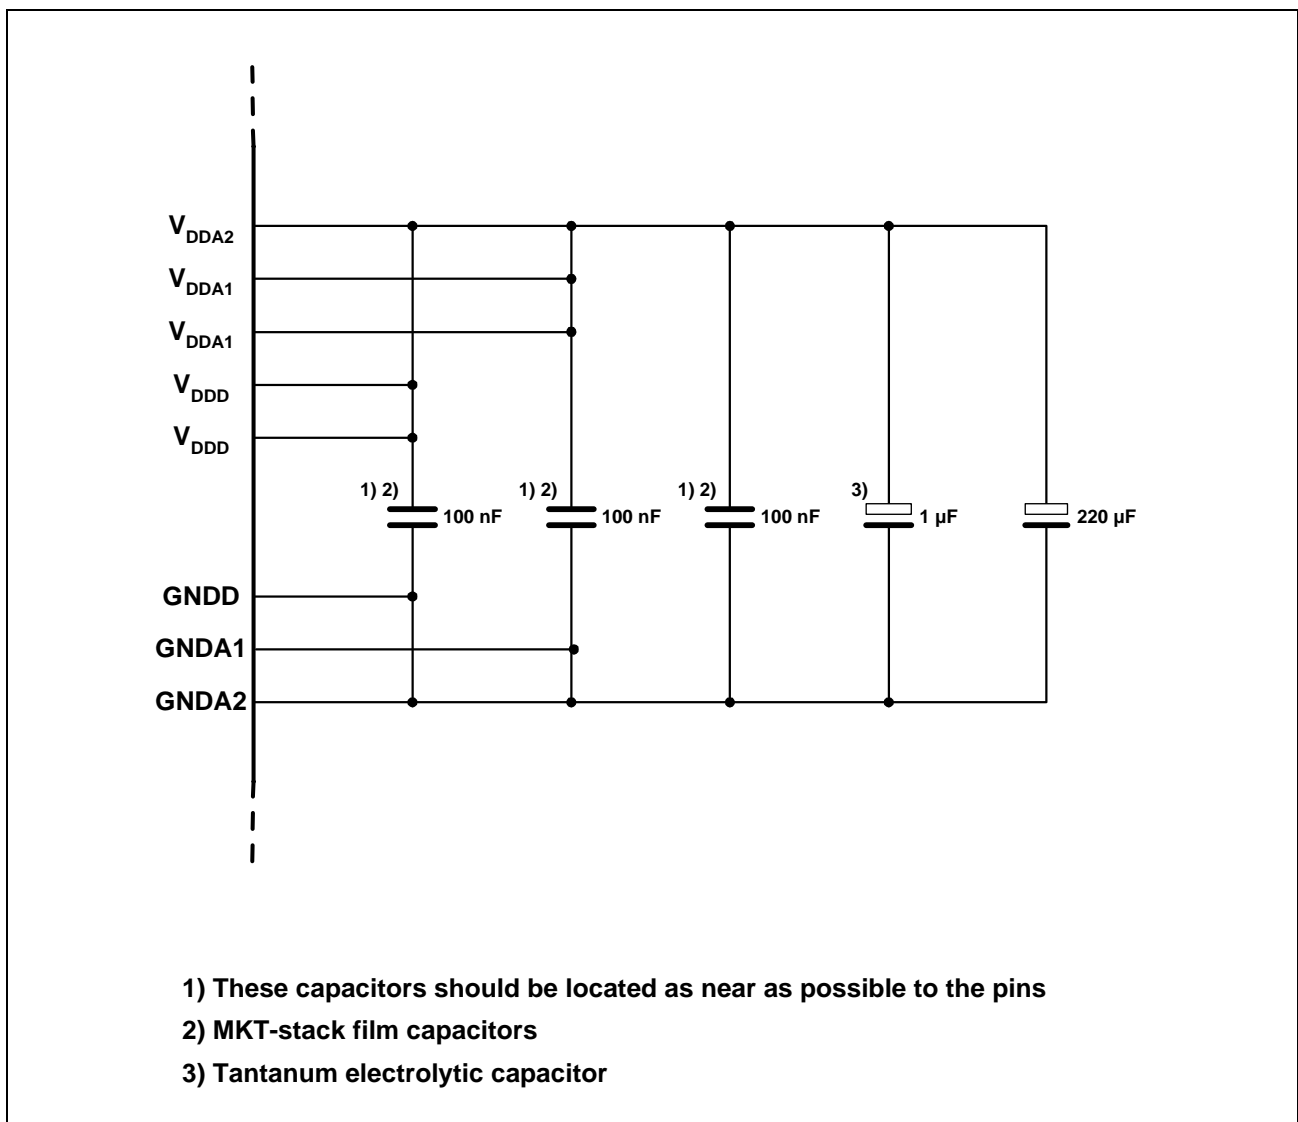 VDDA2
VDDA1
VDDA1
VDDD
VDDD
1) 2) 100 nF
1) 2) 100 nF
1) 2) 100 nF
3) 1 µF
220 µF
GNDD
GNDA1
GNDA2
1) These capacitors should be located as near as possible to the pins
2) MKT-stack film capacitors
3) Tantanum electrolytic capacitor